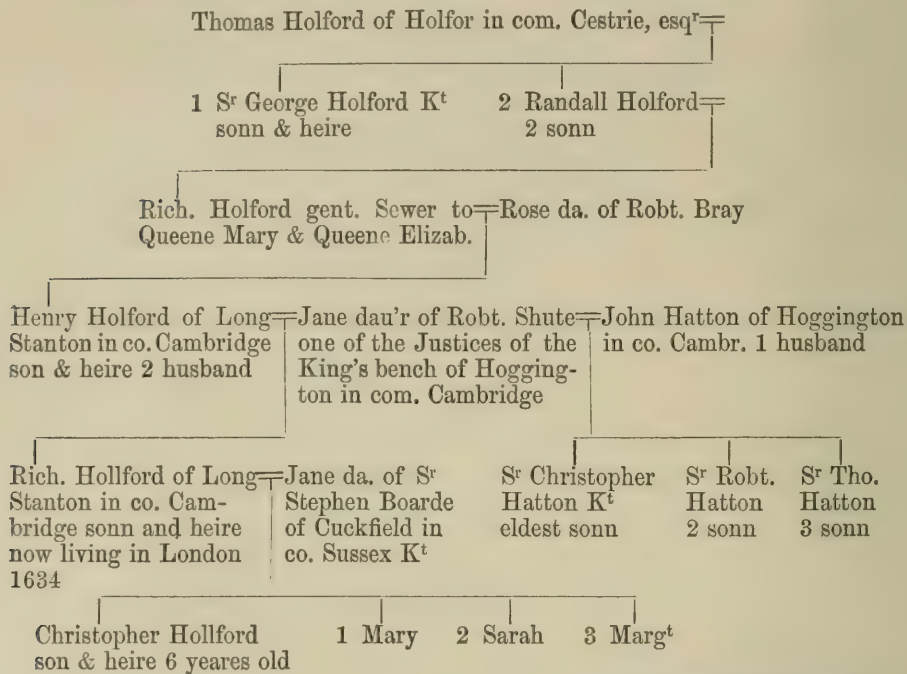 Thomas Holford of Holfor in com. Cestrie, esqʳ
1 Sʳ George Holford Kᵗ
sonn & heire
2 Randall Holford
2 sonn
Rich. Holford gent. Sewer to
Queene Mary & Queene Elizab.
Rose da. of Robt. Bray
Henry Holford of Long
Stanton in co. Cambridge
son & heire 2 husband
Jane dau'r of Robt. Shute
one of the Justices of the
King's bench of Hogging-
ton in com. Cambridge
John Hatton of Hoggington
in co. Cambr. 1 husband
Rich. Hollford of Long
Stanton in co. Cam-
bridge sonn and heire
now living in London
1634
Jane da. of Sʳ
Stephen Boarde
of Cuckfield in
co. Sussex Kᵗ
Sʳ Christopher
Hatton Kᵗ
eldest sonn
Sʳ Robt.
Hatton
2 sonn
Sʳ Tho.
Hatton
3 sonn
Christopher Hollford
son & heire 6 yeares old
1 Mary
2 Sarah
3 Margᵗ